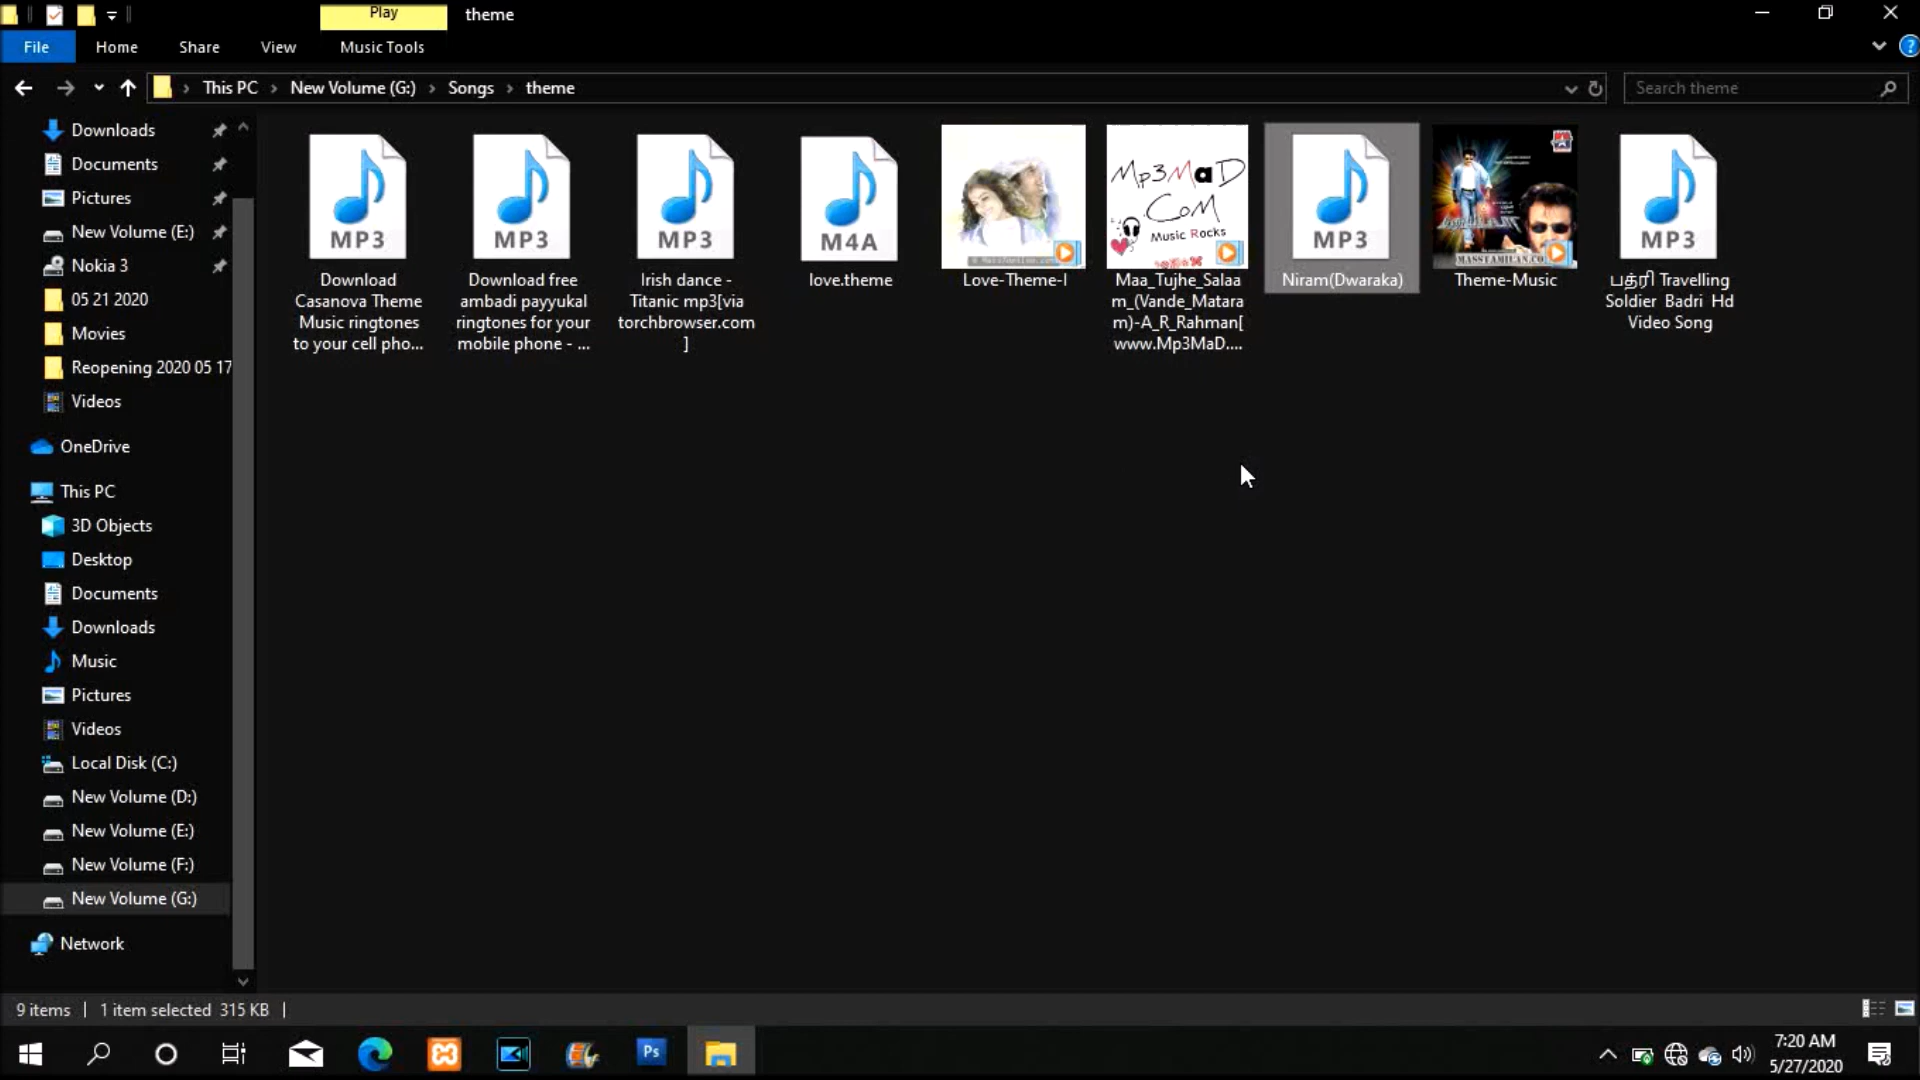 Play
theme
File
Home
Share
View
Music Tools
This PC
New Volume (G:)
Songs
theme
Search theme
Downloads
Documents
Pictures
New Volume (E:)
Nokia 3
05 21 2020
Movies
Reopening 2020 05 17
Videos
OneDrive
This PC
3D Objects
Desktop
Documents
Downloads
Music
Pictures
Videos
Local Disk (C:)
New Volume (D:)
New Volume (E:)
New Volume (F:)
New Volume (G:)
Network
MP3
Download
Casanova Theme
Music ringtones
to your cell pho...
MP3
Download free
ambadi payyukal
ringtones for your
mobile phone - ...
MP3
Irish dance -
Titanic mp3[via
torchbrowser.com
]
M4A
love.theme
Love-Theme-I
Mp3MaD
.CoM
Music Rocks
Maa_Tujhe_Salaa
m_(Vande_Matara
m)-A_R_Rahman[
www.Mp3MaD....
MP3
Niram(Dwaraka)
MASSTAMILAN.CO
Theme-Music
MP3
பத்ரி Travelling
Soldier Badri Hd
Video Song
9 items
1 item selected 315 KB
Ps
7:20 AM
5/27/2020